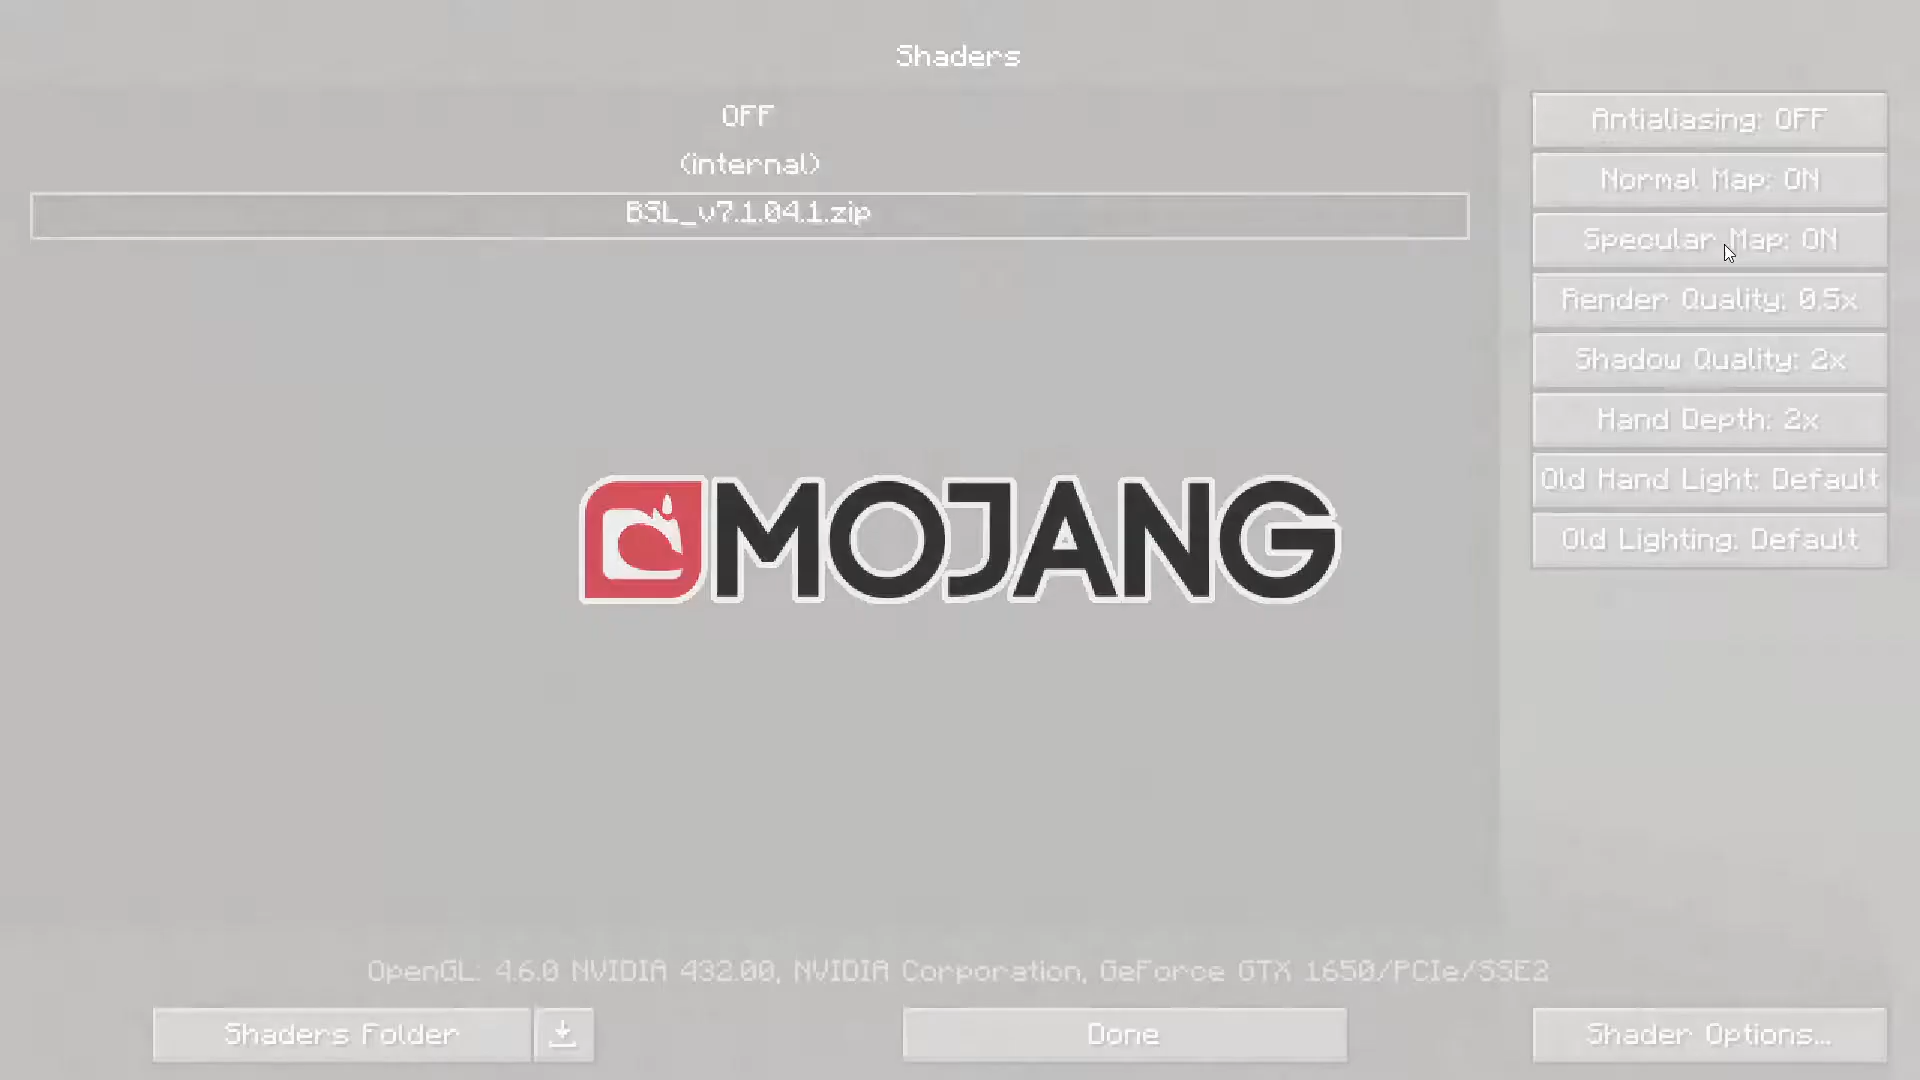 Shaders
OFF
(internal)
BSL_v7.1.04.1.zip
Antialiasing: OFF
Normal Map: ON
Specular Map: ON
Render Quality: 0.5x
Shadow Quality: 2x
Hand Depth: 2x
Old Hand Light: Default
Old Lighting: Default
MOJANG
OpenGL: 4.6.0 NVIDIA 432.00, NVIDIA Corporation, GeForce GTX 1650/PCIe/SSE2
Shaders Folder
Done
Shader Options...